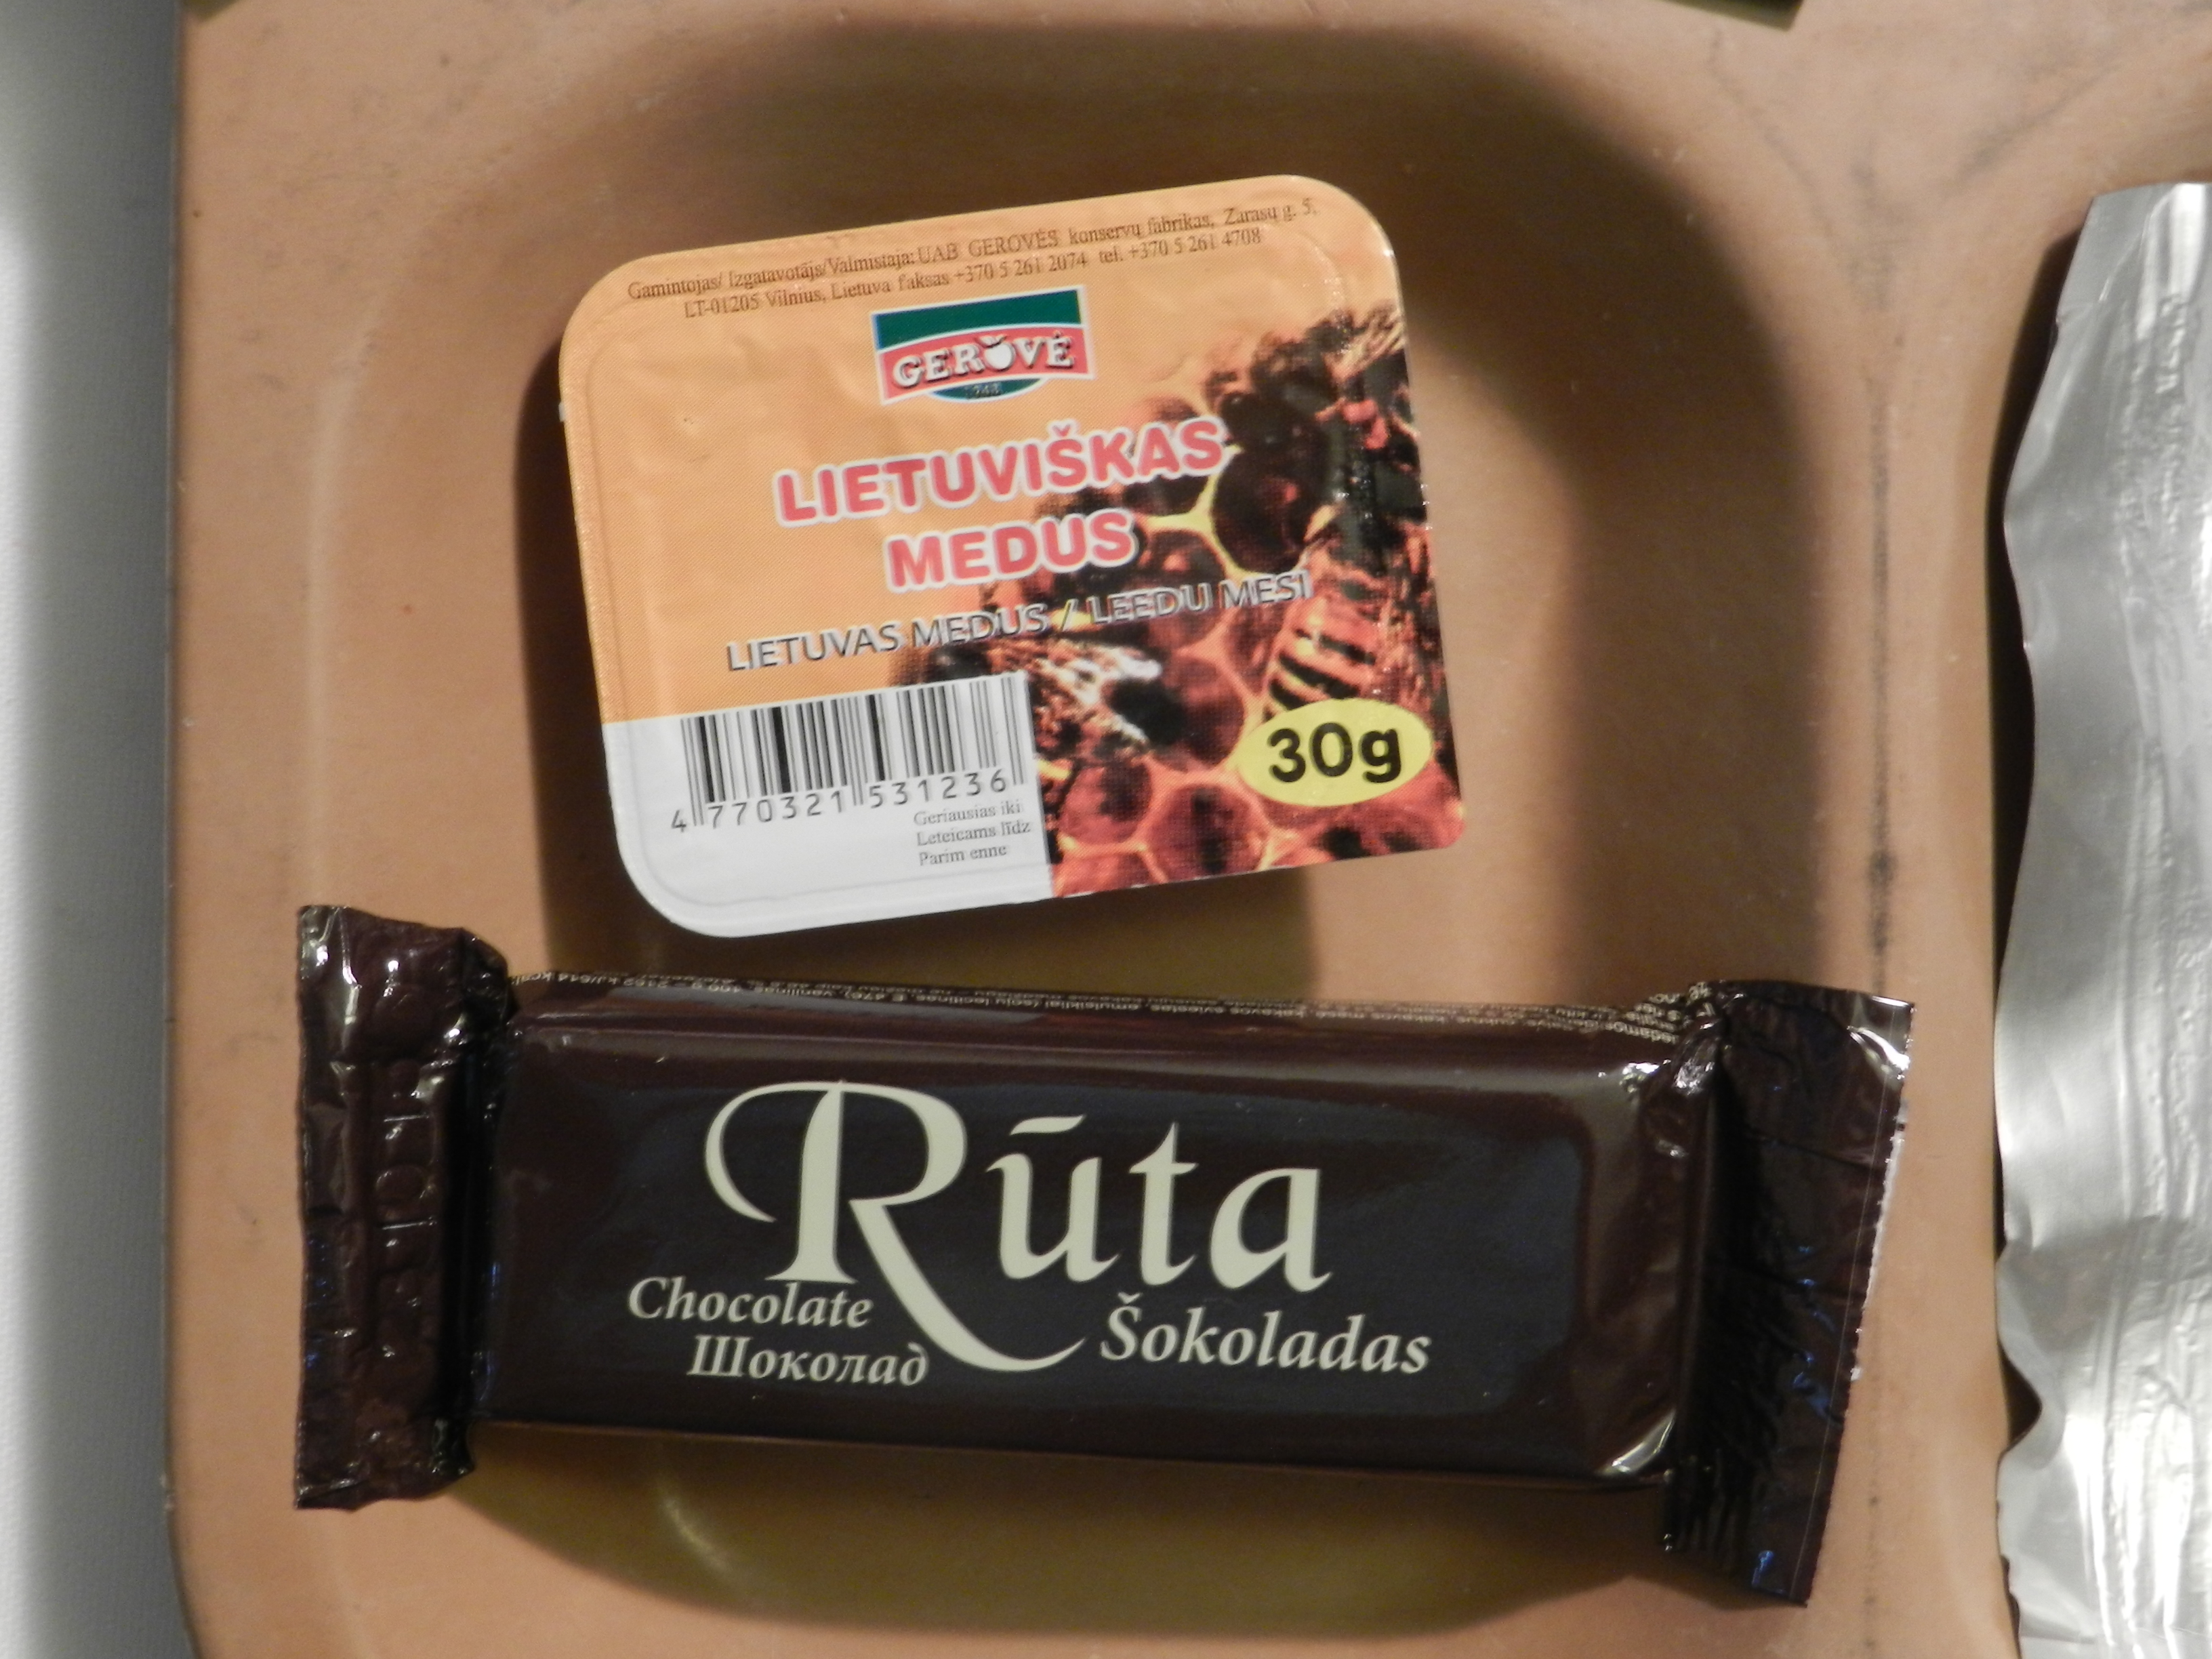 Gamintojas/ Izgatavotājs/Valmistaja: UAB GEROVĖS konservų fabrikas, Zarasų g. 5,
LT-01205 Vilnius, Lietuva faksas +370 5 261 2074 tel. +370 5 261 4708
GEROVĖ
LIETUVIŠKAS
MEDUS
LIETUVAS MEDUS / LEEDU MESI
30g
4 770321 531236
Geriausias iki
Leteicams līdz
Parim enne
Rūta
Chocolate
Шоколад
Šokoladas